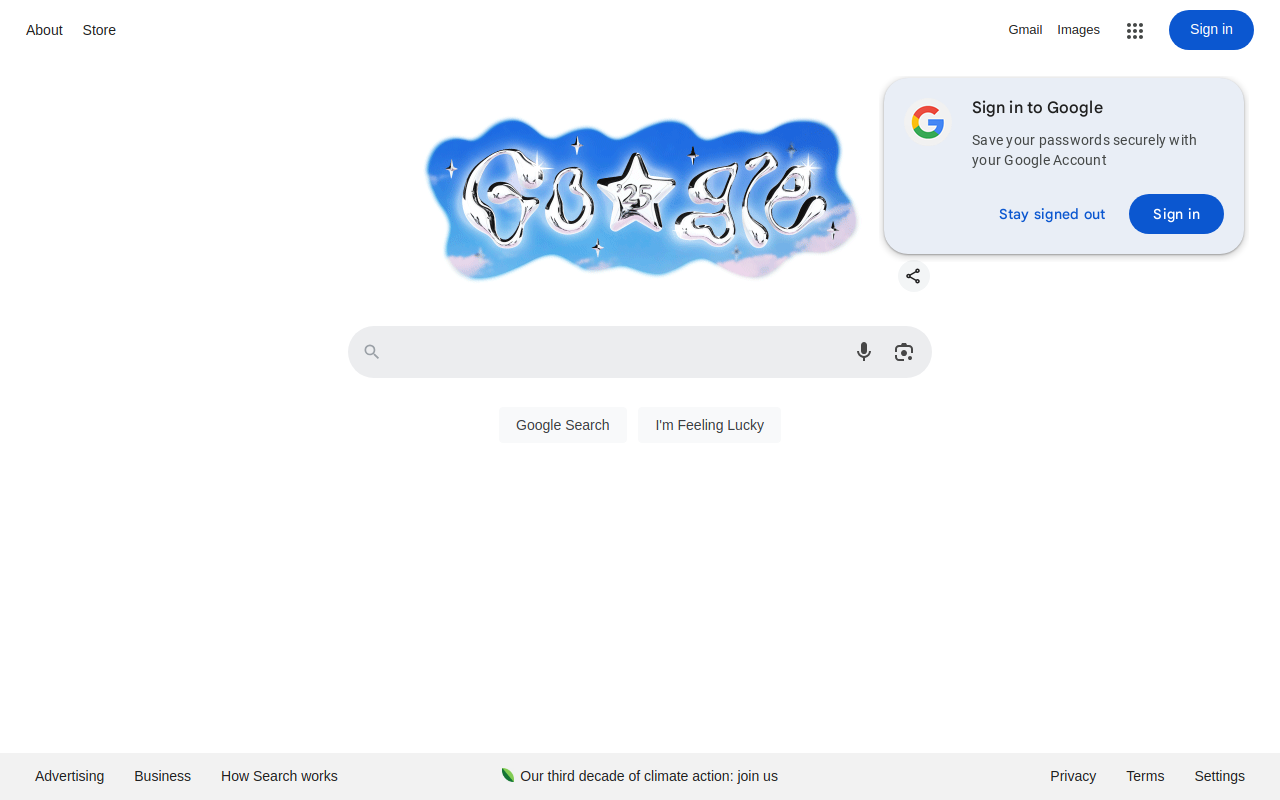 About
Store
Gmail
Images
Sign in
Sign in to Google
Save your passwords securely with
your Google Account
Stay signed out
Sign in
Google
'25
Google Search
I'm Feeling Lucky
Advertising
Business
How Search works
Our third decade of climate action: join us
Privacy
Terms
Settings